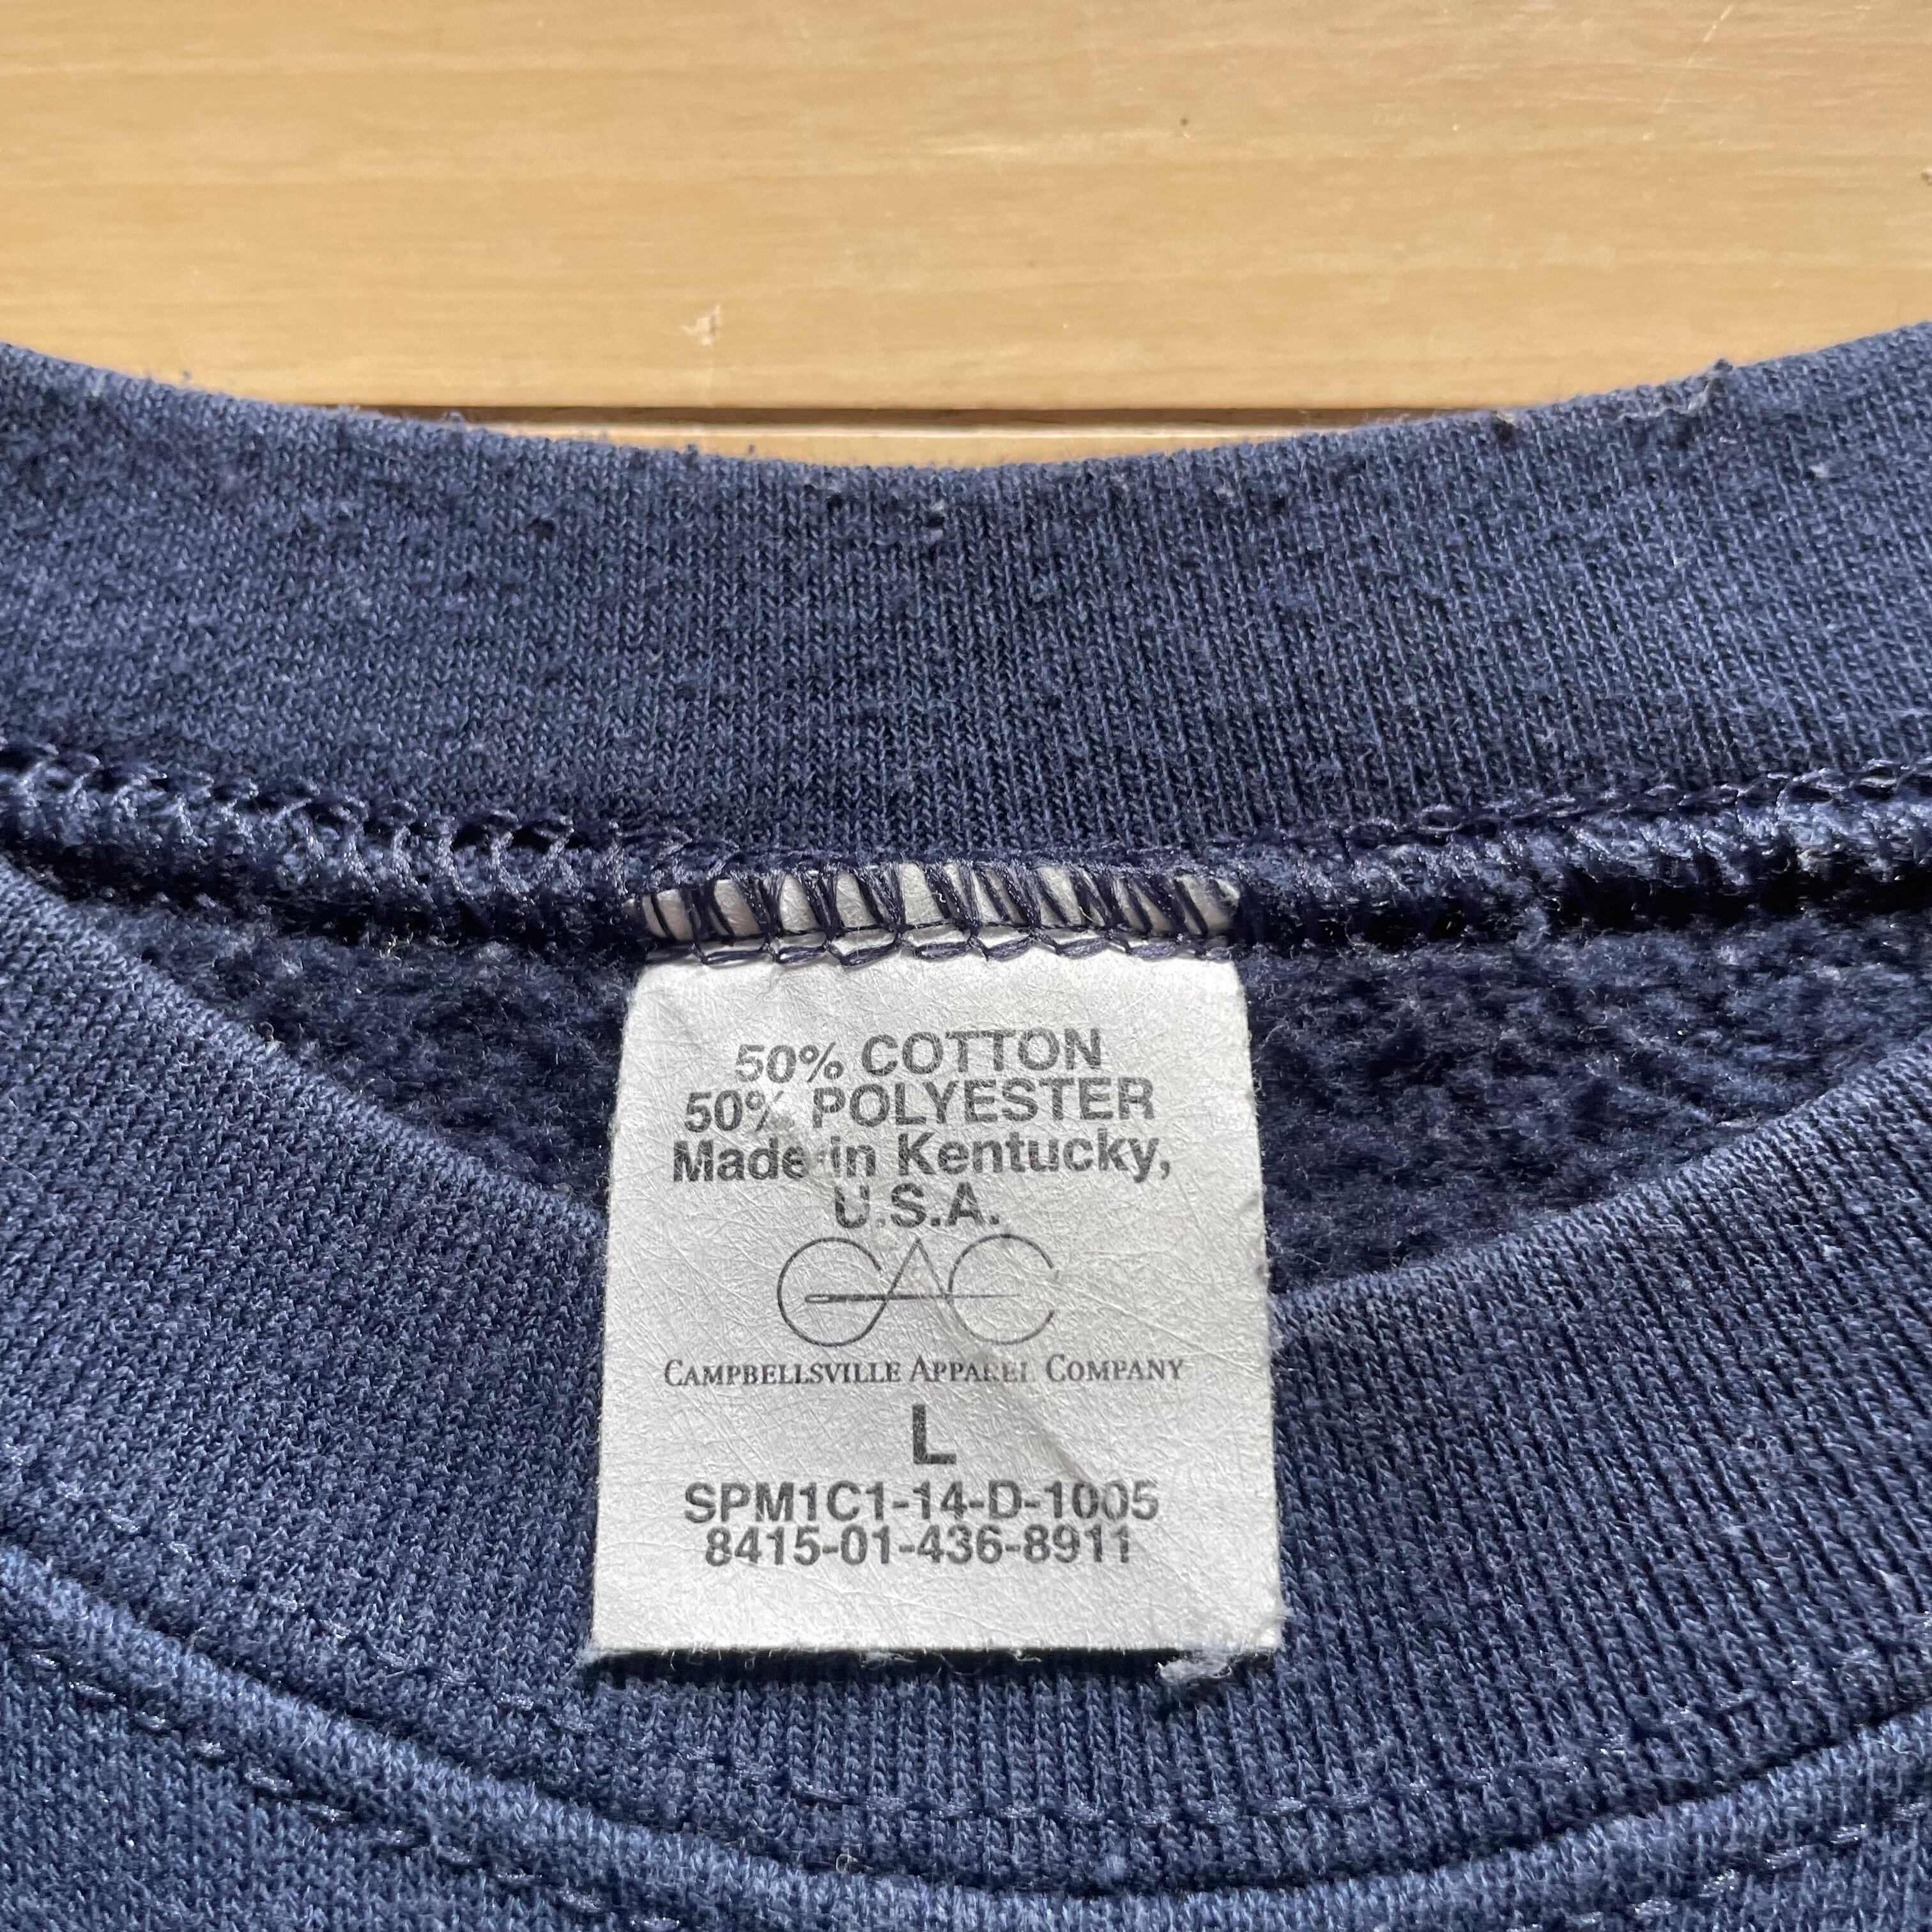 50% COTTON
50% POLYESTER
Made in Kentucky,
U.S.A.
CAC
CAMPBELLSVILLE APPAREL COMPANY
L
SPM1C1-14-D-1005
8415-01-436-8911